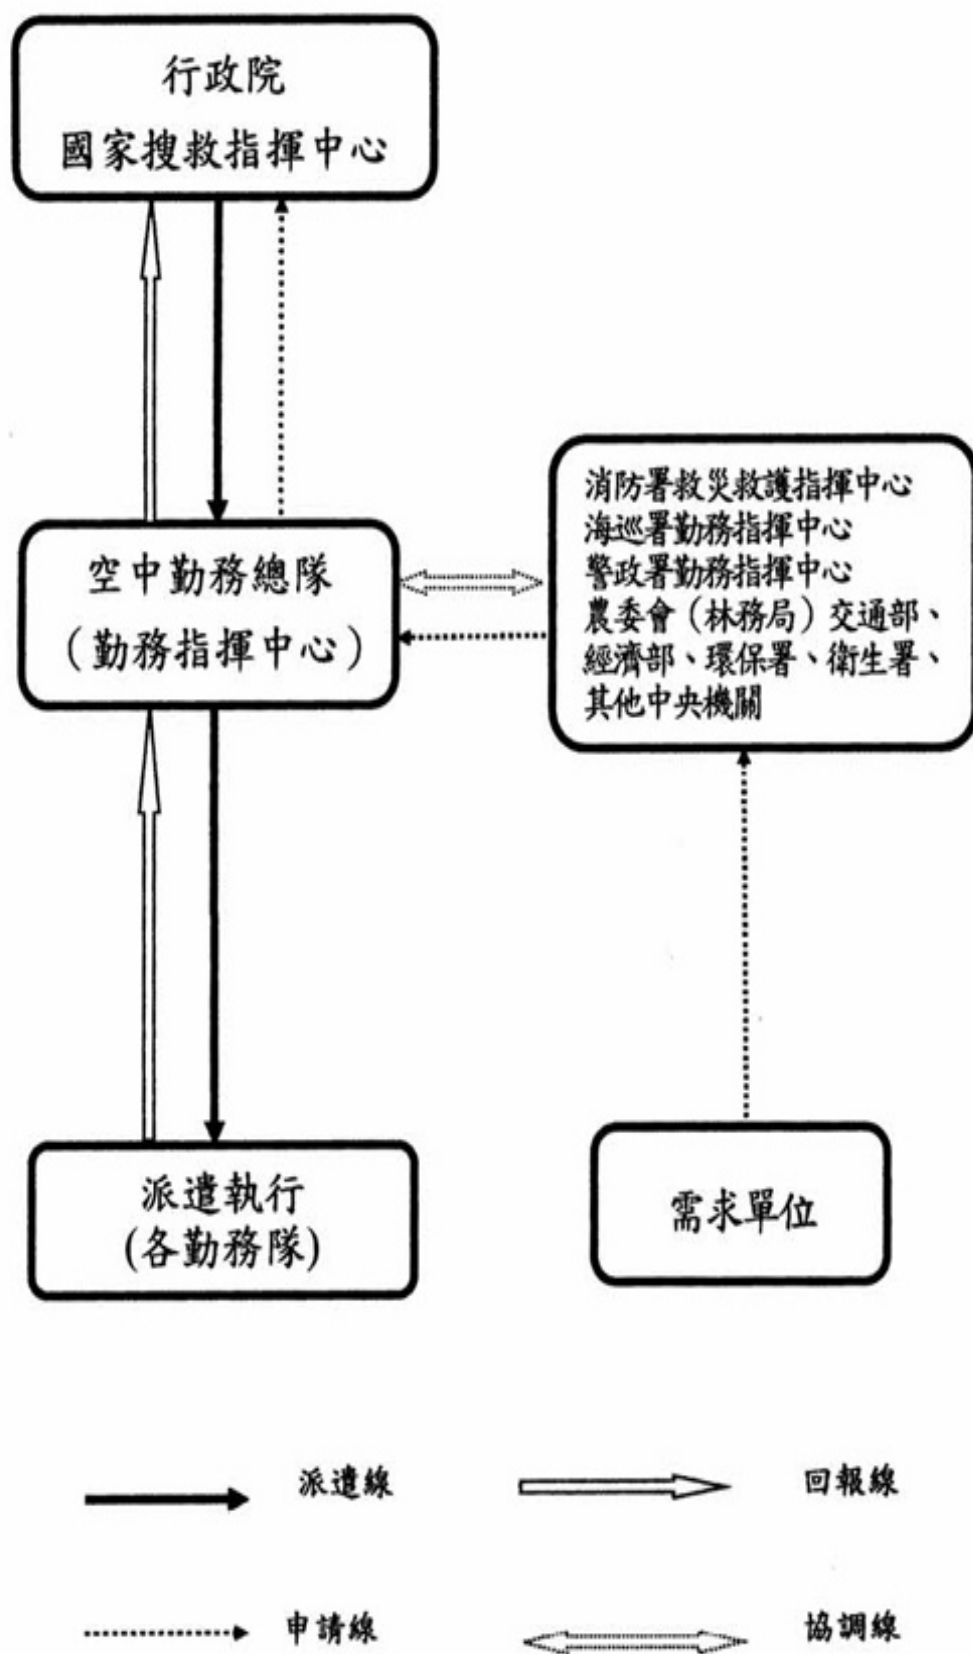 行政院
國家搜救指揮中心
空中勤務總隊
（勤務指揮中心）
消防署救災救護指揮中心
海巡署勤務指揮中心
警政署勤務指揮中心
農委會（林務局）交通部、
經濟部、環保署、衛生署、
其他中央機關
派遣執行
(各勤務隊)
需求單位
派遣線
回報線
申請線
協調線